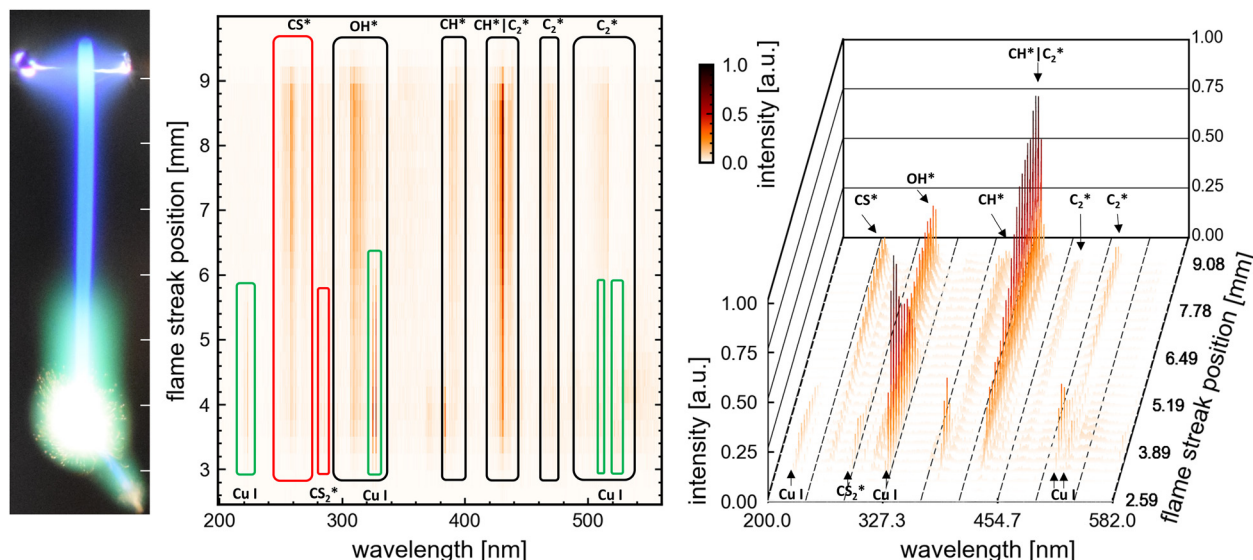 CS*
OH*
CH*
CH*|C₂*
C₂*
C₂*
flame streak position [mm]
9
8
7
6
5
4
3
Cu I
CS₂*
Cu I
Cu I
200
300
400
500
wavelength [nm]
1.0
0.5
0.0
intensity [a.u.]
CH*|C₂*
1.00
0.75
0.50
0.25
0.00
CS*
OH*
CH*
C₂*
C₂*
intensity [a.u.]
1.00
0.75
0.50
0.25
0.00
Cu I
CS₂*
Cu I
Cu I
9.08
7.78
6.49
5.19
3.89
2.59
flame streak position [mm]
200.0
327.3
454.7
582.0
wavelength [nm]